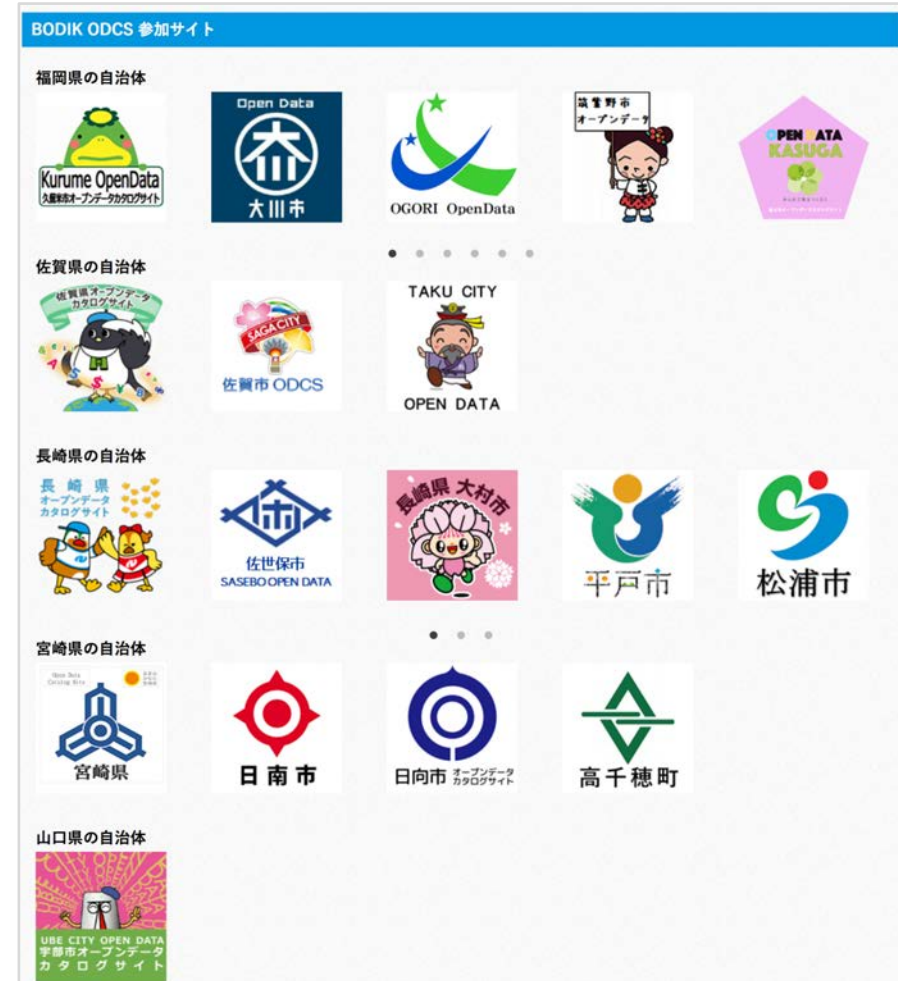 BODIK ODCS 参加サイト
福岡県の自治体
Kurume OpenData
久留米市オープンデータカタログサイト
Open Data
大川市
OGORI OpenData
筑紫野市
オープンデータ
OPEN DATA
KASUGA
佐賀県の自治体
佐賀県オープンデータ
カタログサイト
SAGA CITY
佐賀市 ODCS
TAKU CITY
OPEN DATA
長崎県の自治体
長崎県
オープンデータ
カタログサイト
佐世保市
SASEBO OPEN DATA
長崎県 大村市
平戸市
松浦市
宮崎県の自治体
Open Data
Catalog Site
宮崎県
日南市
日向市 オープンデータ
カタログサイト
高千穂町
山口県の自治体
UBE CITY OPEN DATA
宇部市オープンデータ
カタログサイト